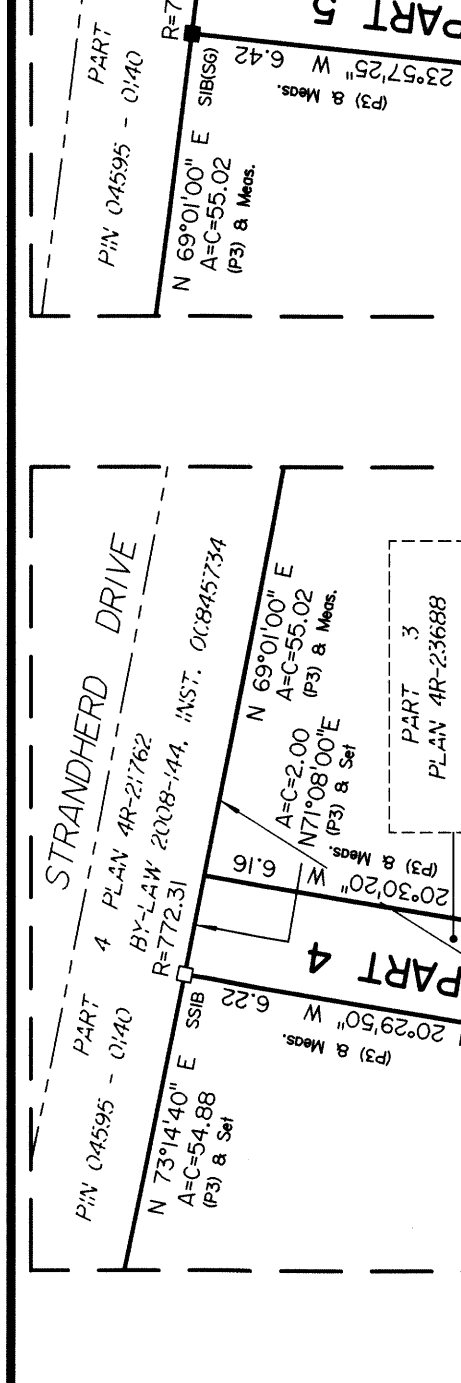 PART
PIN 04595 - 0140
R=7
N 69°01'00" E
A=C=55.02
(P3) & Meas.
SIB(SG)
6.42
23°57'25" W
(P3) & Meas.
PART 5
STRANDHERD DRIVE
PART 4 PLAN 4R-21762
PIN 04595 - 0140
BY-LAW 2008-144, INST. OC845734
R=772.31
N 69°01'00" E
A=C=55.02
(P3) & Meas.
A=C=2.00
N71°08'00"E
(P3) & Set
6.16
20°30'20" W
(P3) & Meas.
PART 3
PLAN 4R-23688
PART 4
SSIB
6.22
20°29'50" W
(P3) & Meas.
N 73°14'40" E
A=C=54.88
(P3) & Set